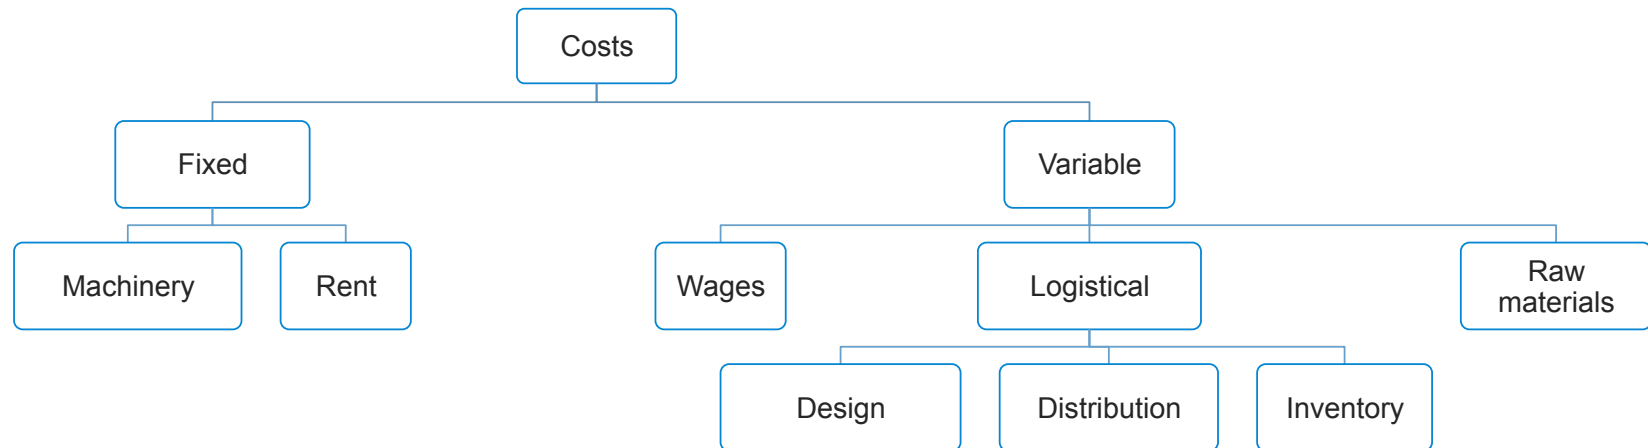 Costs
Fixed
Variable
Machinery
Rent
Wages
Logistical
Raw
materials
Design
Distribution
Inventory